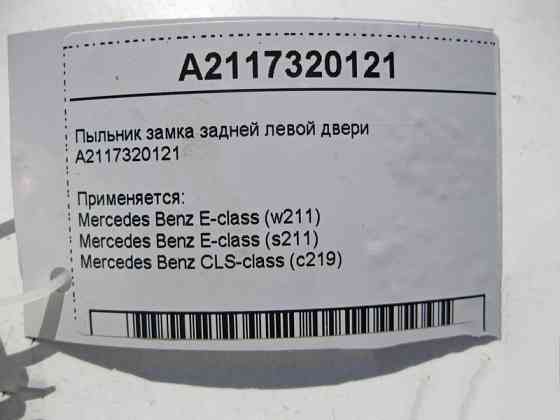 A2117320121
Пыльник замка задней левой двери
A2117320121
Применяется:
Mercedes Benz E-class (w211)
Mercedes Benz E-class (s211)
Mercedes Benz CLS-class (c219)